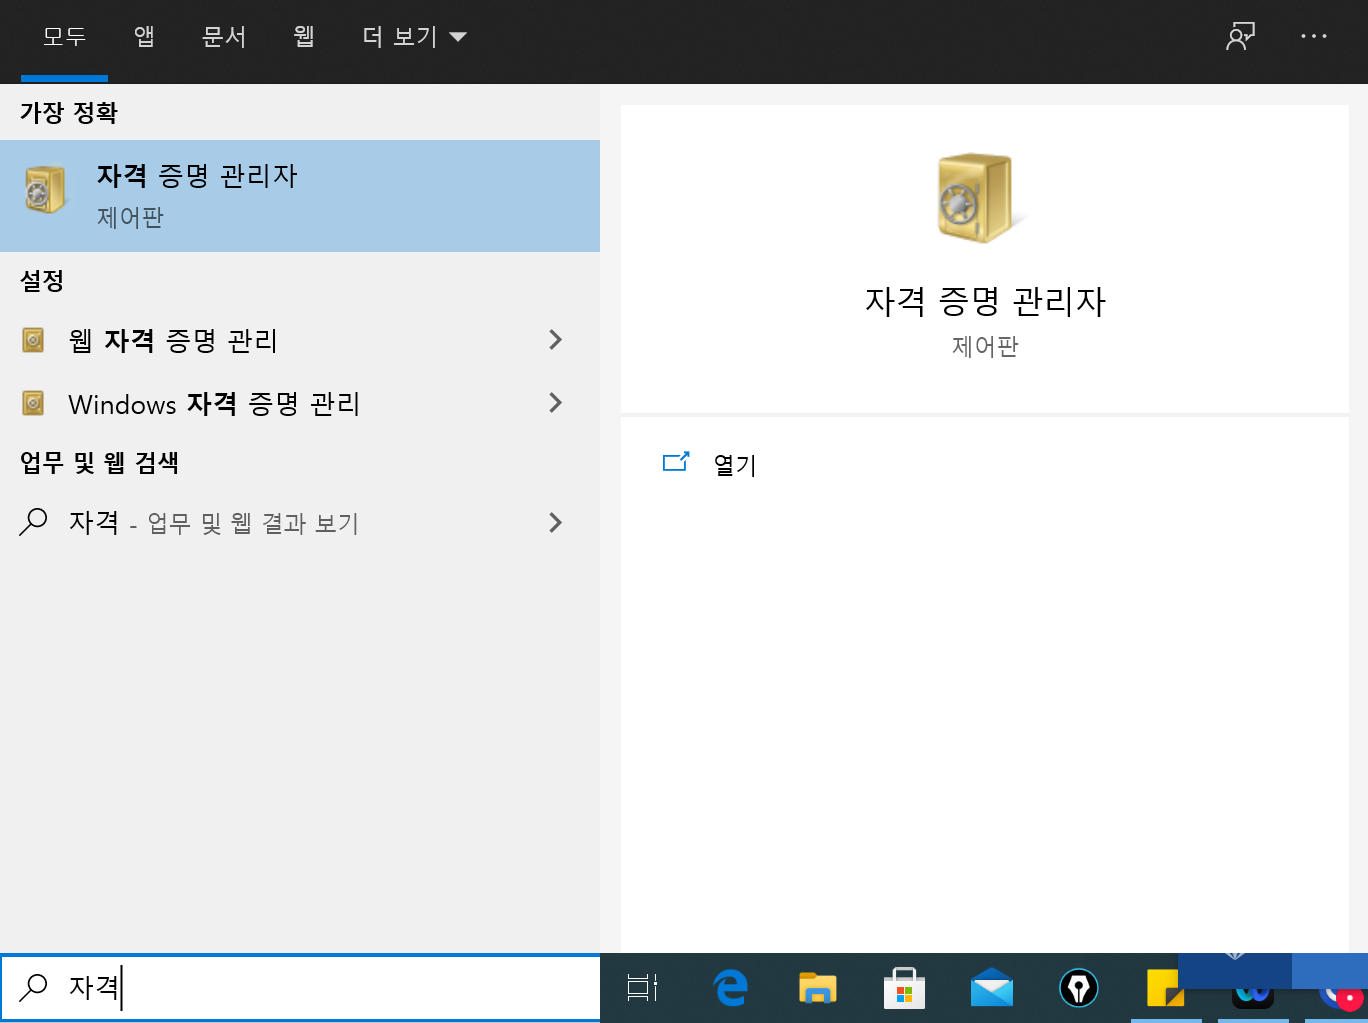 모두 앱 문서 웹 더 보기
가장 정확
자격 증명 관리자
제어판
설정
웹 자격 증명 관리
Windows 자격 증명 관리
업무 및 웹 검색
자격 - 업무 및 웹 결과 보기
자격 증명 관리자
제어판
열기
자격